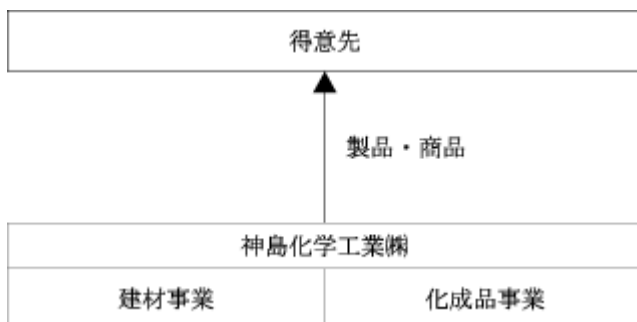 得意先
製品・商品
神島化学工業㈱
建材事業
化成品事業